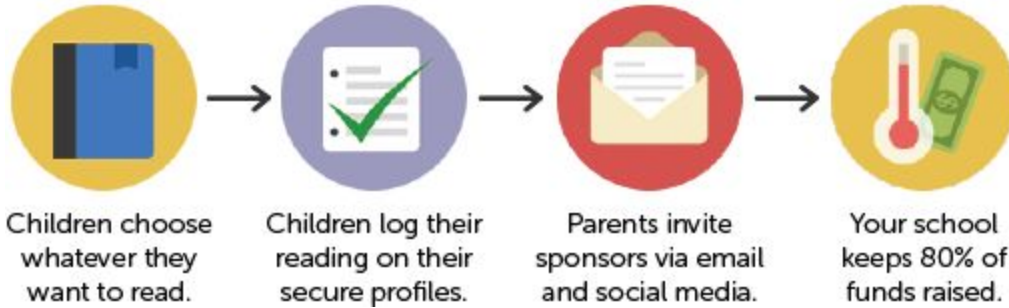 Children choose
whatever they
want to read.
Children log their
reading on their
secure profiles.
Parents invite
sponsors via email
and social media.
Your school
keeps 80% of
funds raised.